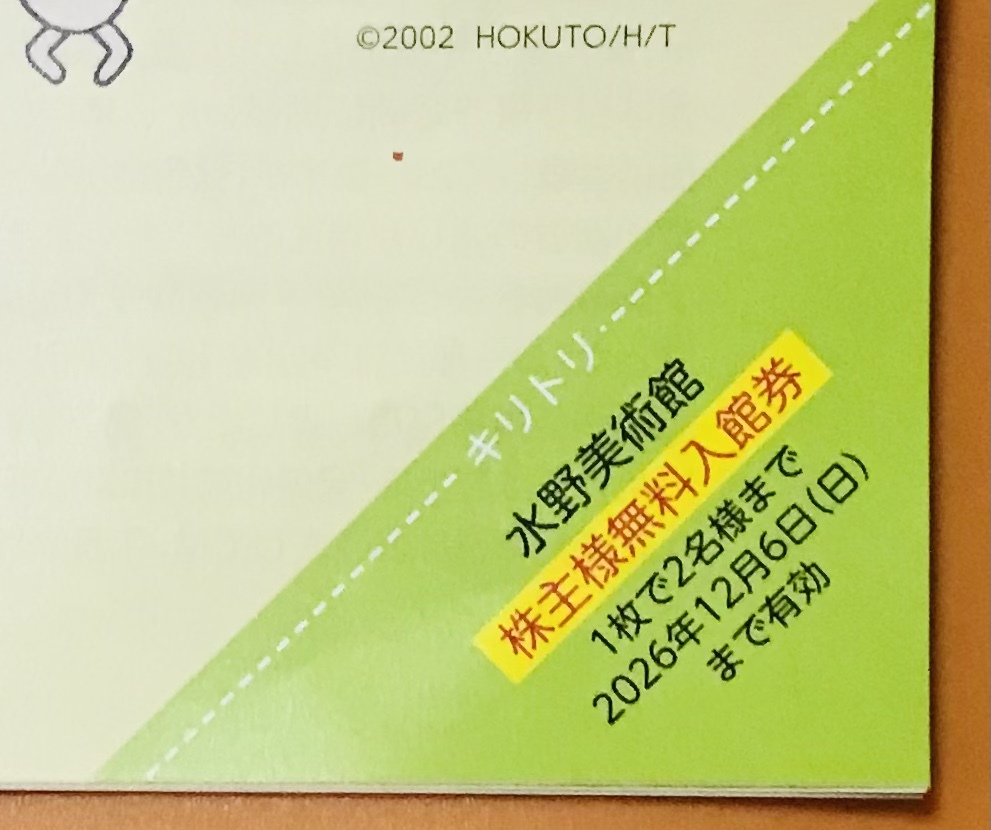 ©2002 HOKUTO/H/T
キリトリ
水野美術館
株主様無料入館券
1枚で2名様まで
2026年12月6日(日)
まで有効